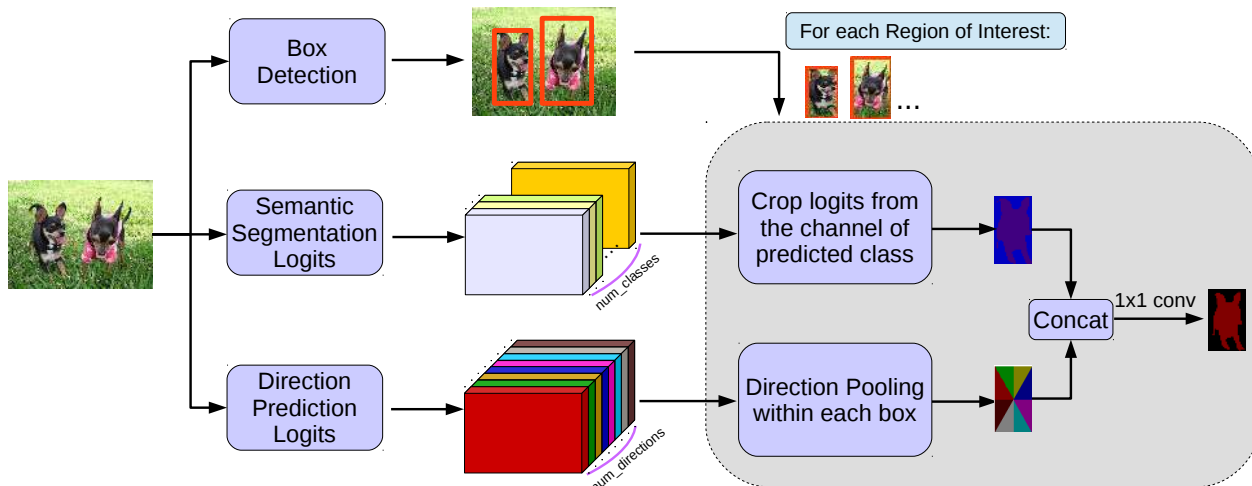 Box
Detection
For each Region of Interest:
...
Semantic
Segmentation
Logits
num_classes
Crop logits from
the channel of
predicted class
1x1 conv
Concat
Direction
Prediction
Logits
num_directions
Direction Pooling
within each box